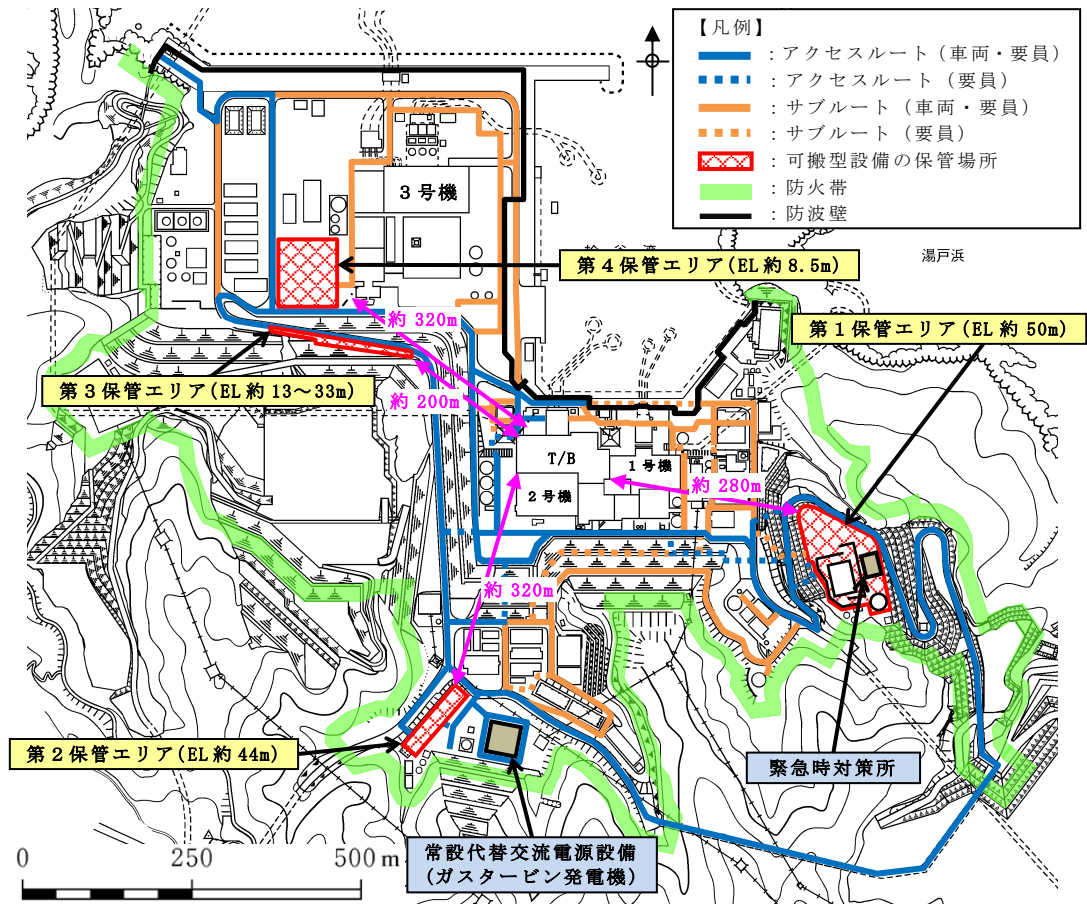 【凡例】
：アクセスルート（車両・要員）
：アクセスルート（要員）
：サブルート（車両・要員）
：サブルート（要員）
：可搬型設備の保管場所
：防火帯
：防波壁
3号機
湯戸浜
第４保管エリア(EL約8.5m)
約320m
第１保管エリア(EL約50m)
第３保管エリア(EL約13～33m)
約200m
T/B
1号機
約280m
2号機
約320m
第２保管エリア(EL約44m)
緊急時対策所
常設代替交流電源設備
(ガスタービン発電機)
0 250 500m